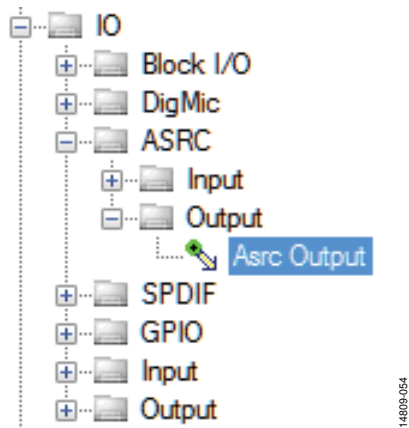 IO
Block I/O
DigMic
ASRC
Input
Output
Asrc Output
SPDIF
GPIO
Input
Output
14809-054